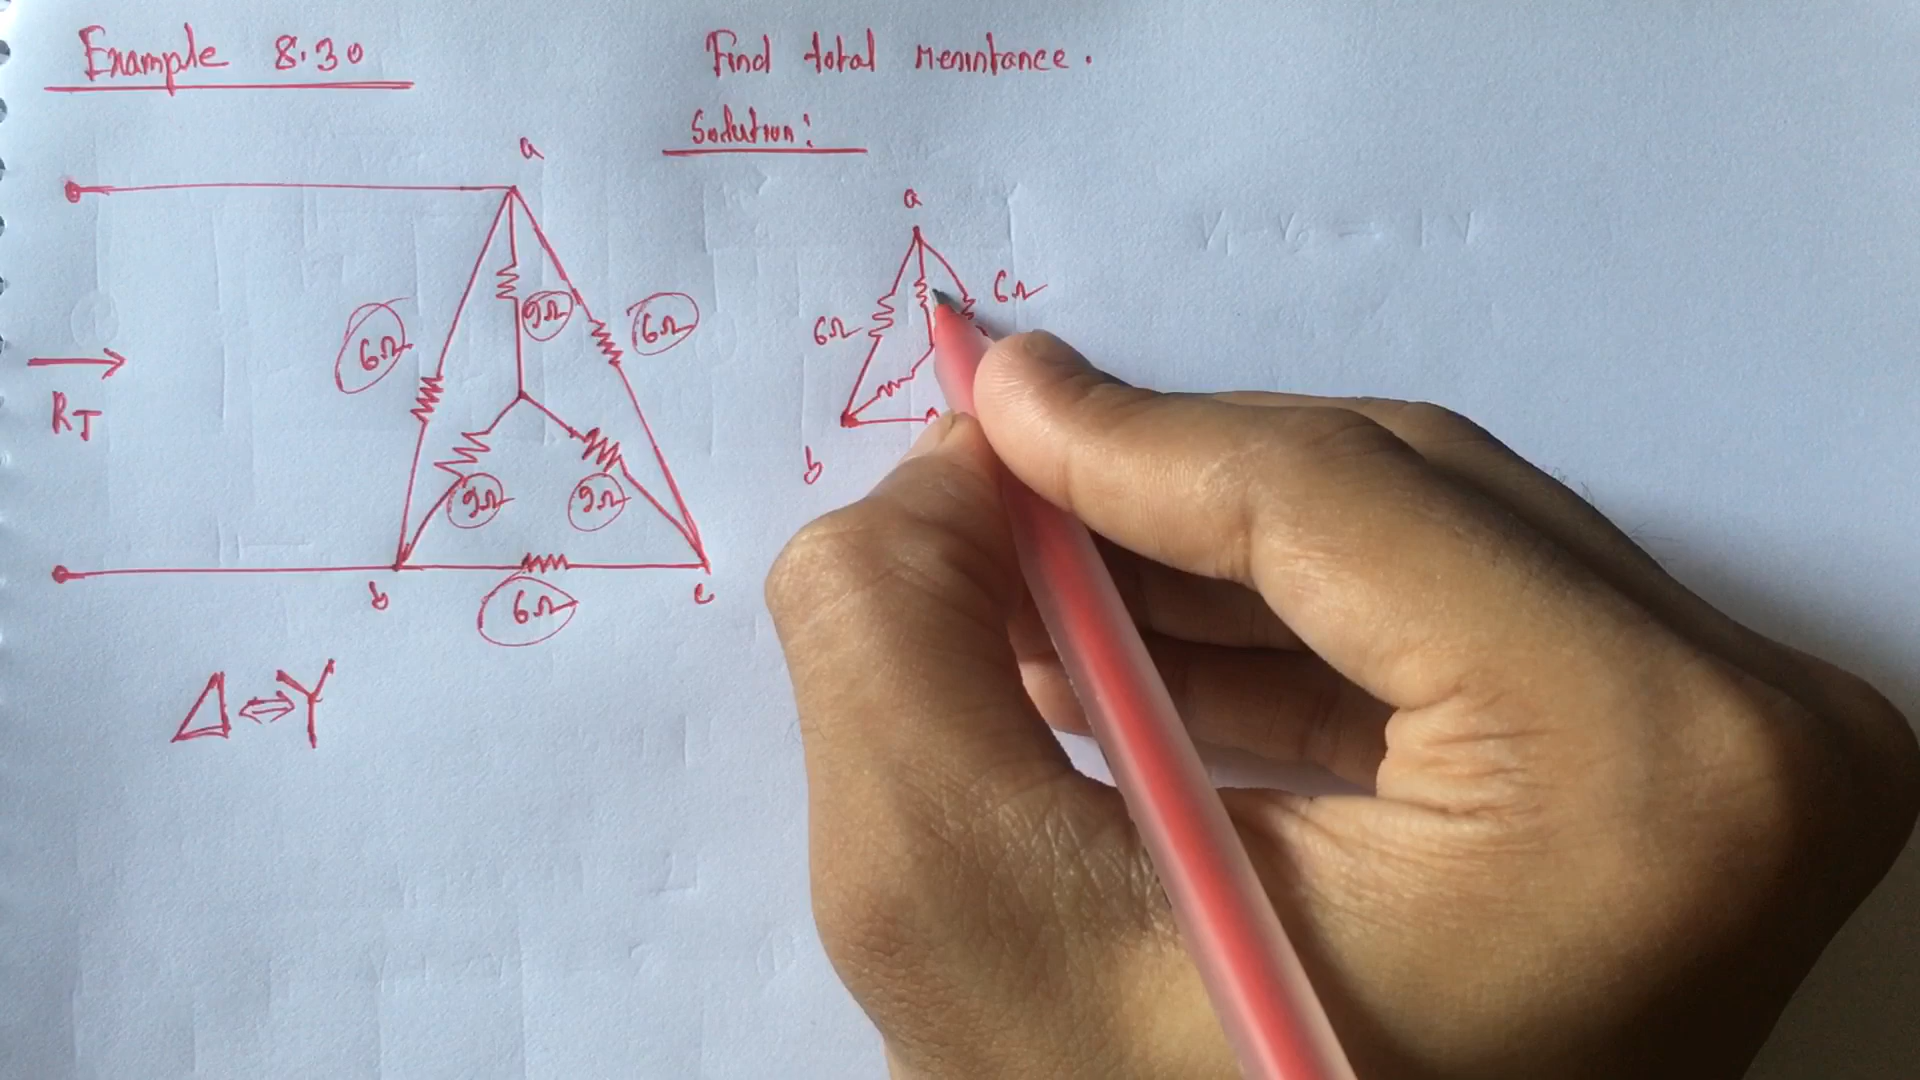 Example 8.30
Find total resistance.
Solution:
a
6Ω
9Ω
6Ω
RT
9Ω
9Ω
b
c
6Ω
Δ⇔Y
a
6Ω
6Ω
b